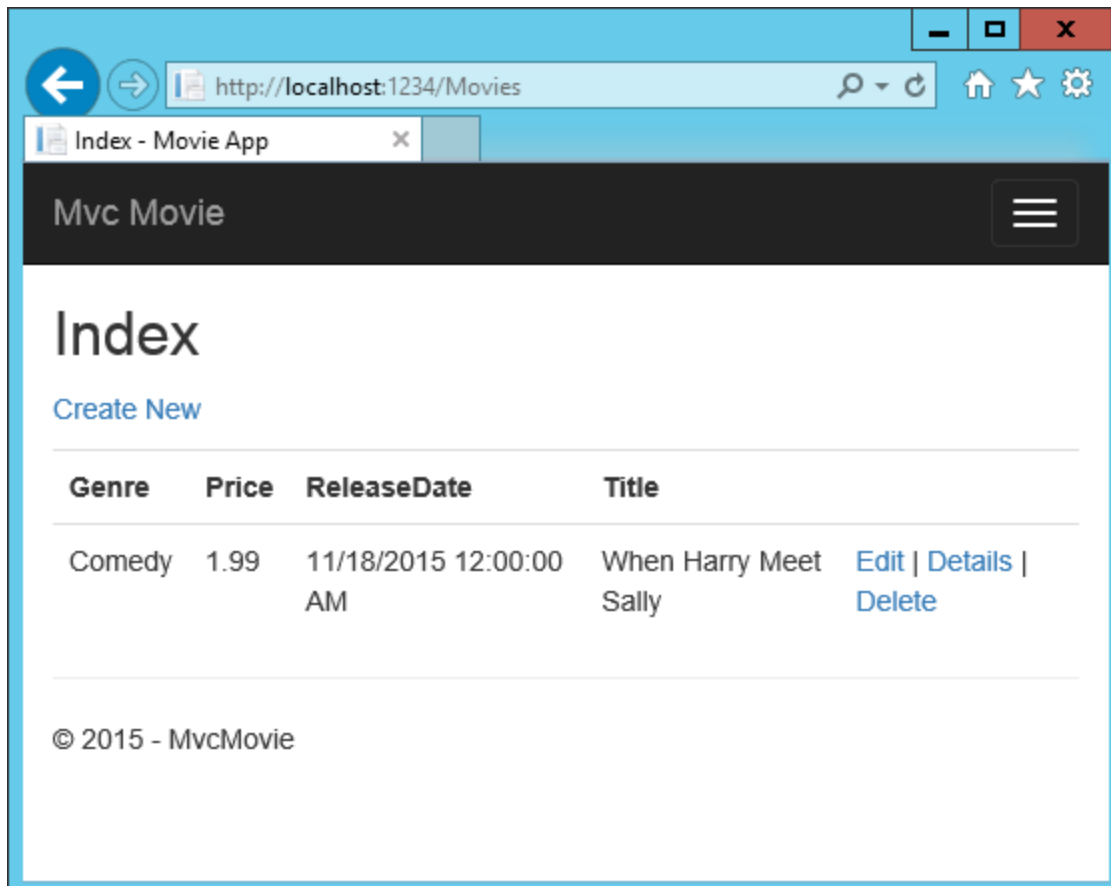 http://localhost:1234/Movies
Index - Movie App
Mvc Movie
Index
Create New
Genre Price ReleaseDate Title
Comedy 1.99 11/18/2015 12:00:00 When Harry Meet Edit | Details |
AM Sally Delete
© 2015 - MvcMovie